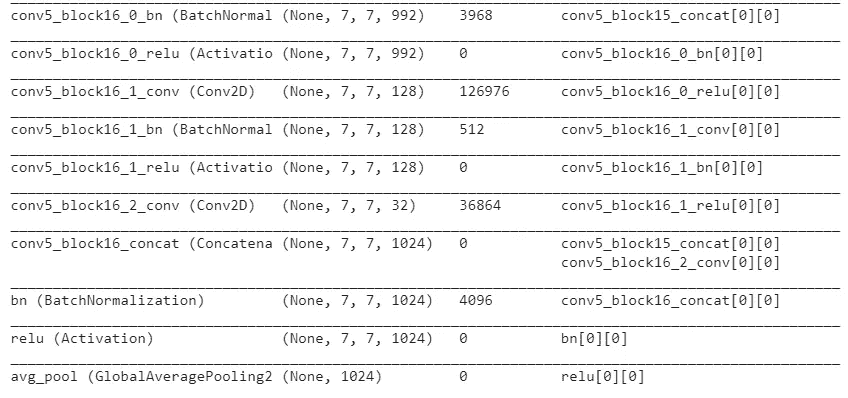 conv5_block16_0_bn (BatchNormal (None, 7, 7, 992) 3968 conv5_block15_concat[0][0]
conv5_block16_0_relu (Activatio (None, 7, 7, 992) 0 conv5_block16_0_bn[0][0]
conv5_block16_1_conv (Conv2D) (None, 7, 7, 128) 126976 conv5_block16_0_relu[0][0]
conv5_block16_1_bn (BatchNormal (None, 7, 7, 128) 512 conv5_block16_1_conv[0][0]
conv5_block16_1_relu (Activatio (None, 7, 7, 128) 0 conv5_block16_1_bn[0][0]
conv5_block16_2_conv (Conv2D) (None, 7, 7, 32) 36864 conv5_block16_1_relu[0][0]
conv5_block16_concat (Concatena (None, 7, 7, 1024) 0 conv5_block15_concat[0][0]
conv5_block16_2_conv[0][0]
bn (BatchNormalization) (None, 7, 7, 1024) 4096 conv5_block16_concat[0][0]
relu (Activation) (None, 7, 7, 1024) 0 bn[0][0]
avg_pool (GlobalAveragePooling2 (None, 1024) 0 relu[0][0]